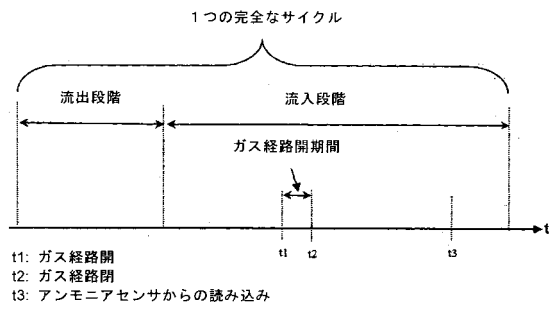 １つの完全なサイクル
流出段階
流入段階
ガス経路開期間
t
t1
t2
t3
t1: ガス経路開
t2: ガス経路閉
t3: アンモニアセンサからの読み込み